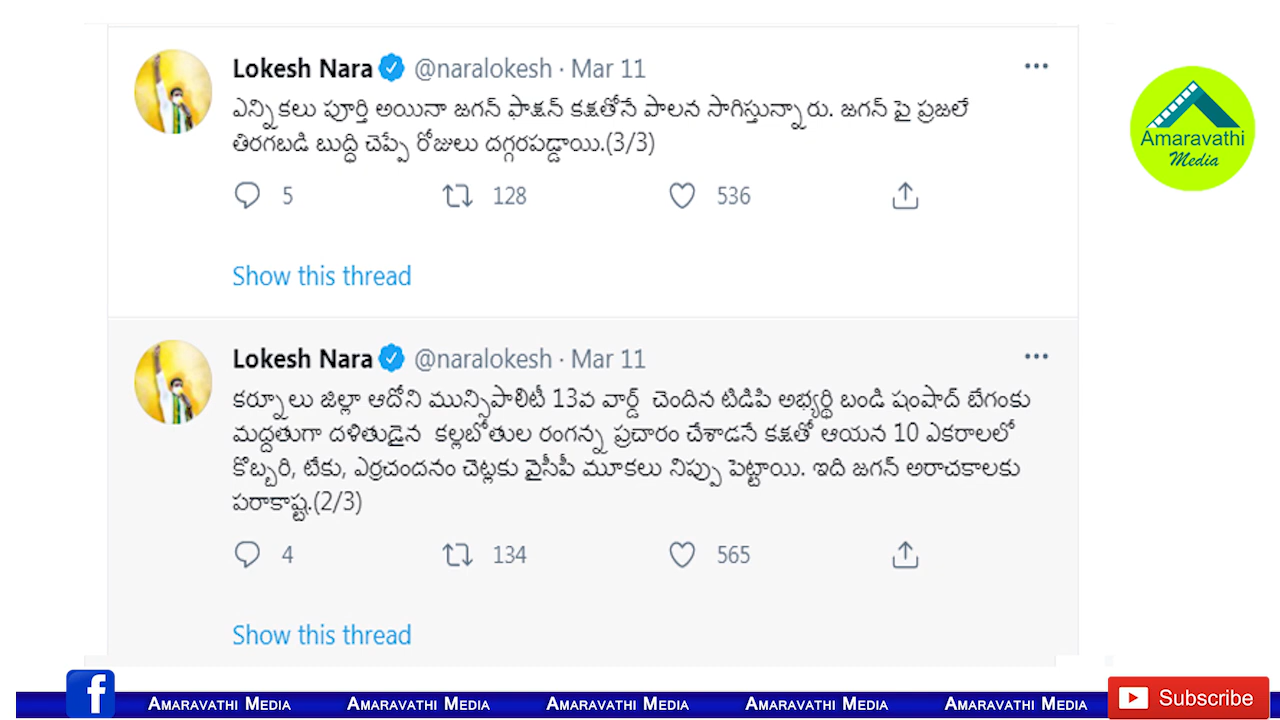 Lokesh Nara @naralokesh · Mar 11
ఎన్నికలు పూర్తి అయినా జగన్ ఫాక్షన్ కక్షతోనే పాలన సాగిస్తున్నారు. జగన్ పై ప్రజలే
తిరగబడి బుద్ధి చెప్పే రోజులు దగ్గరపడ్డాయి.(3/3)
5 128 536
Show this thread
Lokesh Nara @naralokesh · Mar 11
కర్నూలు జిల్లా ఆదోని మున్సిపాలిటీ 13వ వార్డ్ చెందిన టిడిపి అభ్యర్థి బండి షంషాద్ బేగంకు
మద్దతుగా దళితుడైన కల్లబోతుల రంగన్న ప్రచారం చేశాడనే కక్షతో ఆయన 10 ఎకరాలలో
కొబ్బరి, టేకు, ఎర్రచందనం చెట్లకు వైసీపీ మూకలు నిప్పు పెట్టాయి. ఇది జగన్ అరాచకాలకు
పరాకాష్ట.(2/3)
4 134 565
Show this thread
Amaravathi
Media
f Amaravathi Media Amaravathi Media Amaravathi Media Amaravathi Media Amaravathi Media Subscribe